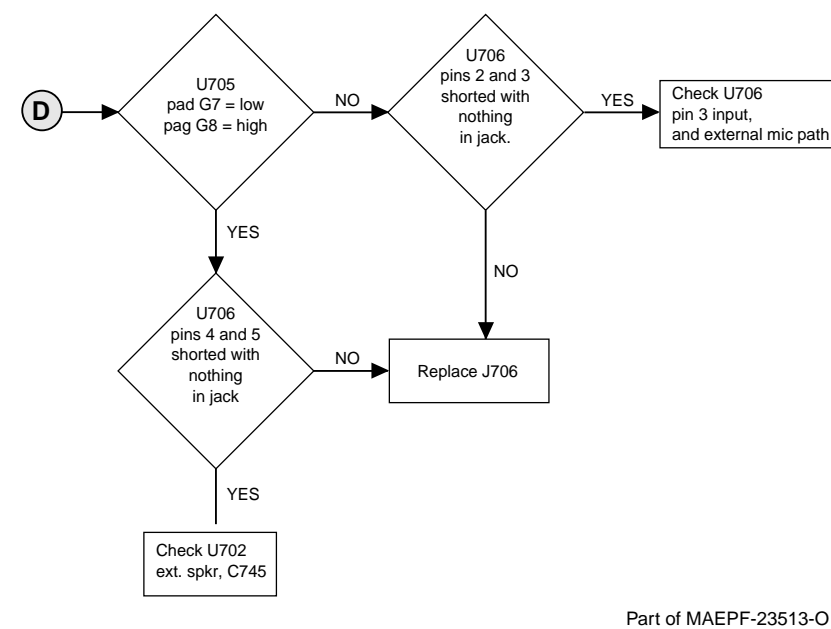 D
U705
pad G7 = low
pag G8 = high
NO
U706
pins 2 and 3
shorted with
nothing
in jack.
YES
Check U706
pin 3 input,
and external mic path
YES
NO
U706
pins 4 and 5
shorted with
nothing
in jack
NO
Replace J706
YES
Check U702
ext. spkr, C745
Part of MAEPF-23513-O